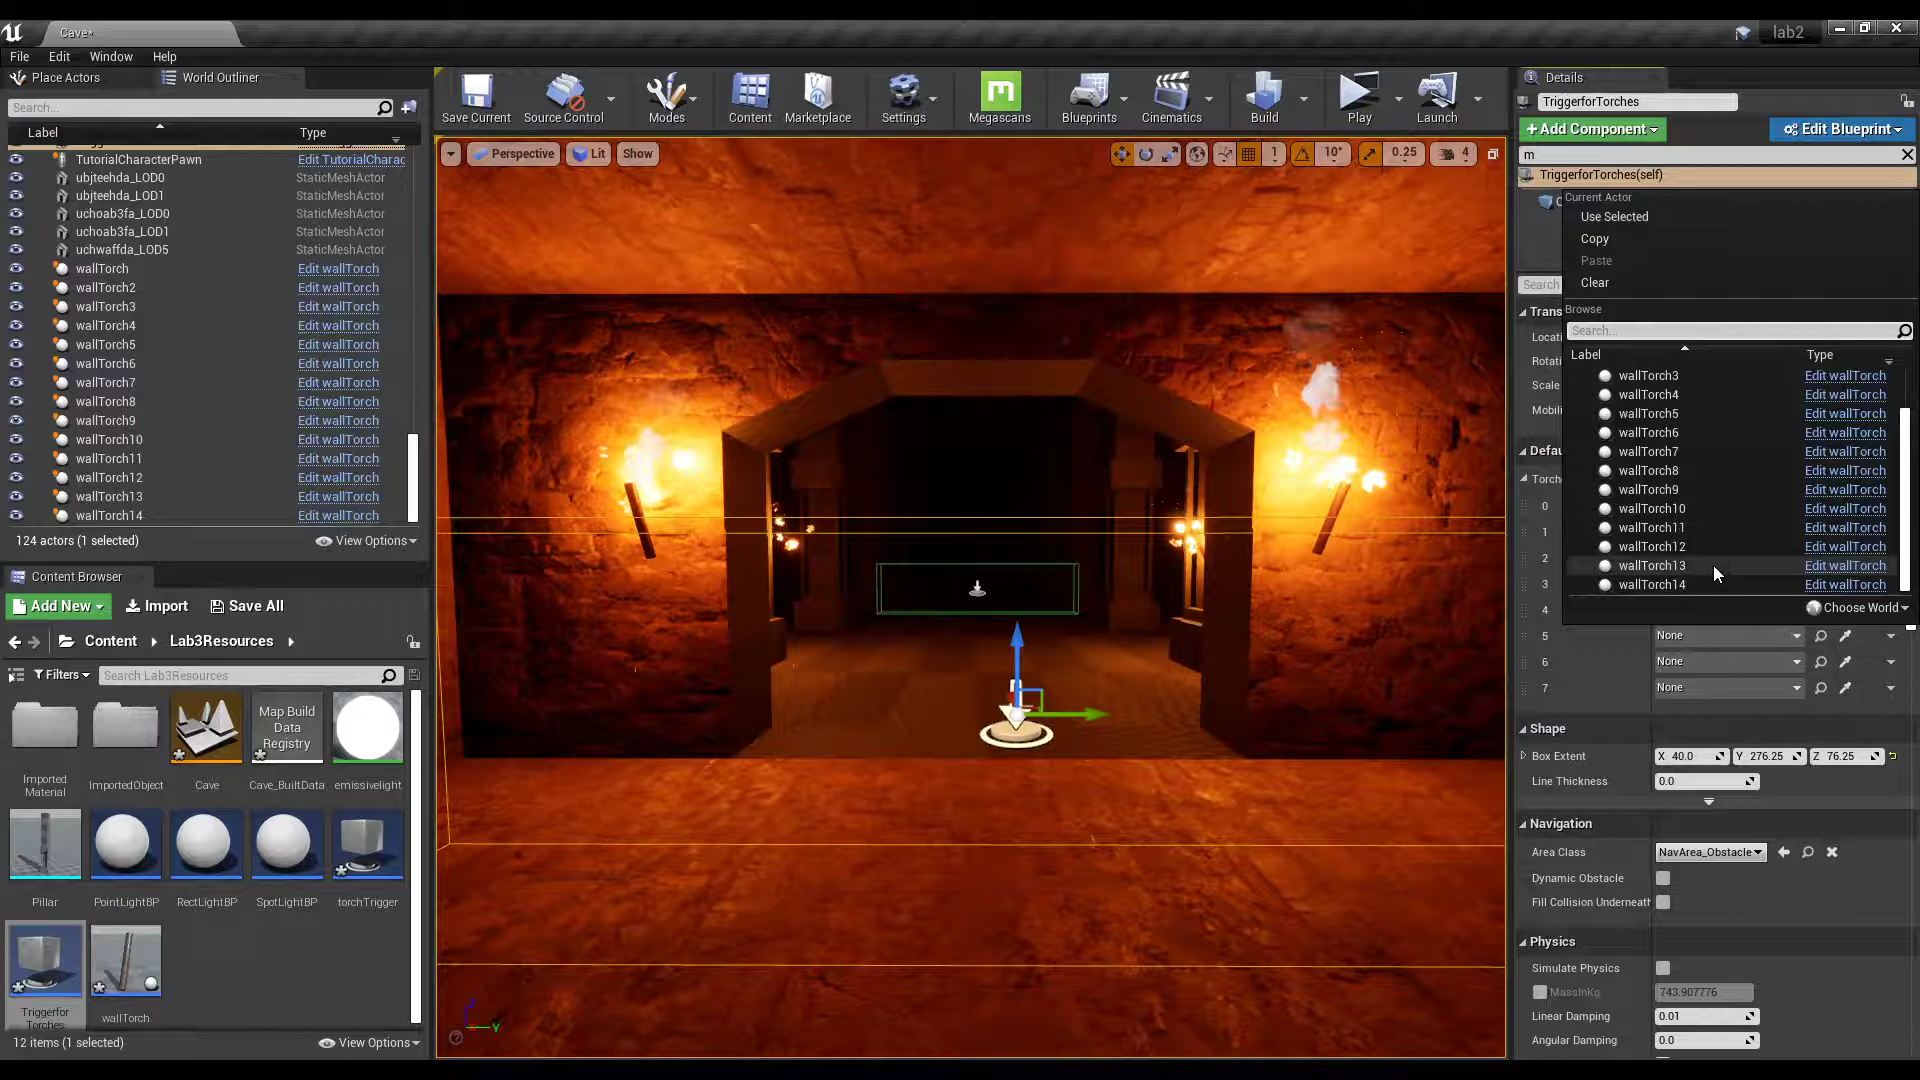 Cave*
lab2
File Edit Window Help
Place Actors
World Outliner
Search...
Label Type
TutorialCharacterPawn Edit TutorialCharac
ubjteehda_LOD0 StaticMeshActor
ubjteehda_LOD1 StaticMeshActor
uchoab3fa_LOD0 StaticMeshActor
uchoab3fa_LOD1 StaticMeshActor
uchwaffda_LOD5 StaticMeshActor
wallTorch Edit wallTorch
wallTorch2 Edit wallTorch
wallTorch3 Edit wallTorch
wallTorch4 Edit wallTorch
wallTorch5 Edit wallTorch
wallTorch6 Edit wallTorch
wallTorch7 Edit wallTorch
wallTorch8 Edit wallTorch
wallTorch9 Edit wallTorch
wallTorch10 Edit wallTorch
wallTorch11 Edit wallTorch
wallTorch12 Edit wallTorch
wallTorch13 Edit wallTorch
wallTorch14 Edit wallTorch
124 actors (1 selected) View Options
Content Browser
Add New Import Save All
Content Lab3Resources
Filters Search Lab3Resources
Map Build
Data
Registry
Imported
Material
ImportedObject
Cave
Cave_BuiltData
emissivelight
Pillar
PointLightBP
RectLightBP
SpotLightBP
torchTrigger
Triggerfor
Torches
wallTorch
12 items (1 selected) View Options
Save Current
Source Control
Modes
Content
Marketplace
Settings
Megascans
Blueprints
Cinematics
Build
Play
Launch
Perspective Lit Show
1 10° 0.25 4
Y
Details
TriggerforTorches
+Add Component Edit Blueprint
m
TriggerforTorches(self)
C
Current Actor
Use Selected
Copy
Paste
Clear
Browse
Search...
Label Type
wallTorch3 Edit wallTorch
wallTorch4 Edit wallTorch
wallTorch5 Edit wallTorch
wallTorch6 Edit wallTorch
wallTorch7 Edit wallTorch
wallTorch8 Edit wallTorch
wallTorch9 Edit wallTorch
wallTorch10 Edit wallTorch
wallTorch11 Edit wallTorch
wallTorch12 Edit wallTorch
wallTorch13 Edit wallTorch
wallTorch14 Edit wallTorch
Choose World
Search
Trans
Locati
Rotati
Scale
Mobili
Defau
Torch
0
1
2
3
4
5 None
6 None
7 None
Shape
Box Extent X 40.0 Y 276.25 Z 76.25
Line Thickness 0.0
Navigation
Area Class NavArea_Obstacle
Dynamic Obstacle
Fill Collision Underneath
Physics
Simulate Physics
MassInKg 743.907776
Linear Damping 0.01
Angular Damping 0.0